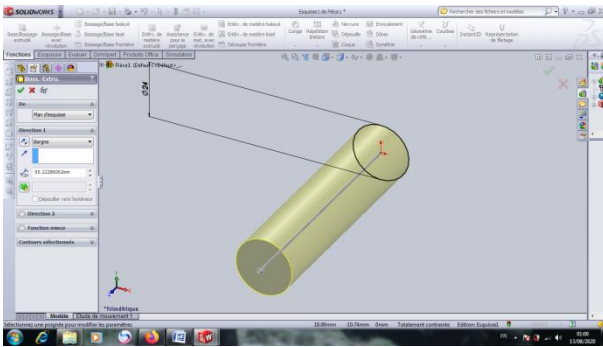 SOLIDWORKS
Esquisse1 de Pièce1 *
Rechercher des fichiers et modèles
Base/Bossage extrudé
Bossage/Base avec révolution
Bossage/Base balayé
Bossage/Base lissé
Bossage/Base frontière
Enlèv. de matière extrudé
Assistance pour le perçage
Enlèv. de mat. avec révolution
Enlèv. de matière balayé
Enlèv. de matière lissé
Découpe Frontière
Congé
Répétition linéaire
Nervure
Dépouille
Coque
Enroulement
Dôme
Symétrie
Géométrie de réfé...
Courbes
Instant3D
Représentation de filetage
Fonctions
Esquisse
Evaluer
DimXpert
Produits Office
Simulation
Pièce1 (Défaut<<Défaut>...
Boss. Extru.
De
Plan d'esquisse
Direction 1
Borgne
93.22286062mm
Dépouiller vers l'extérieur
Direction 2
Fonction mince
Contours sélectionnés
Ø24
*Trimétrique
Modèle
Etude de mouvement 1
Sélectionnez une poignée pour modifier les paramètres
-10.74mm
0mm
Totalement contrainte
Edition Esquisse1
FR
01:00
13/08/2020